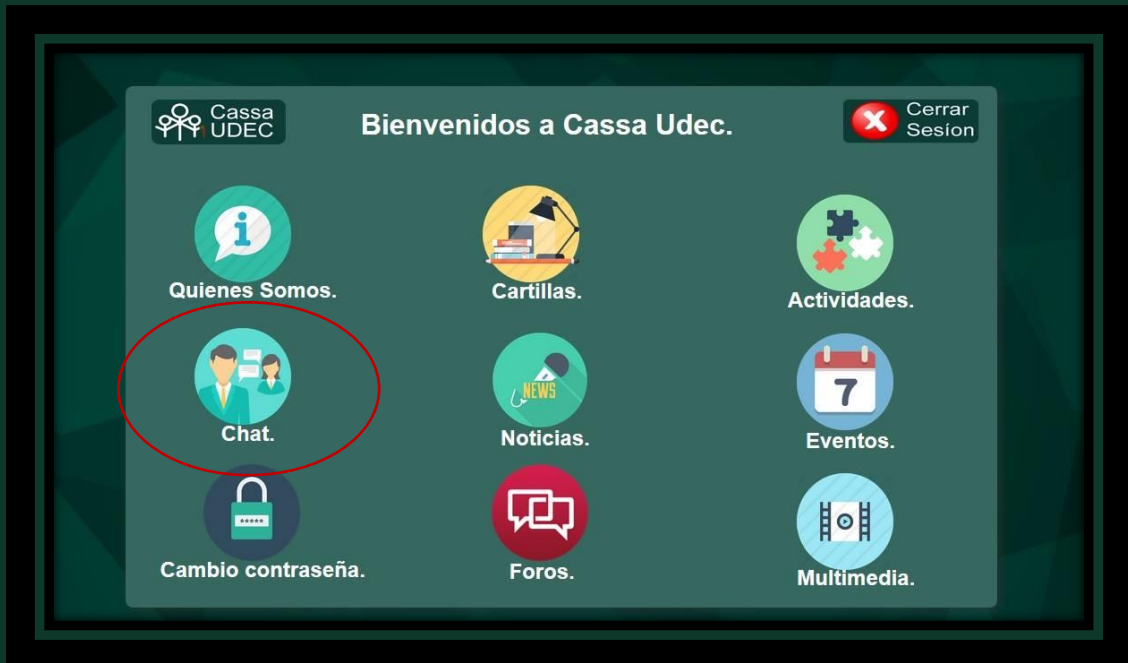 Cassa
UDEC
Bienvenidos a Cassa Udec.
Cerrar
Sesíon
Quienes Somos.
Cartillas.
Actividades.
Chat.
NEWS
Noticias.
7
Eventos.
*****
Cambio contraseña.
Foros.
Multimedia.